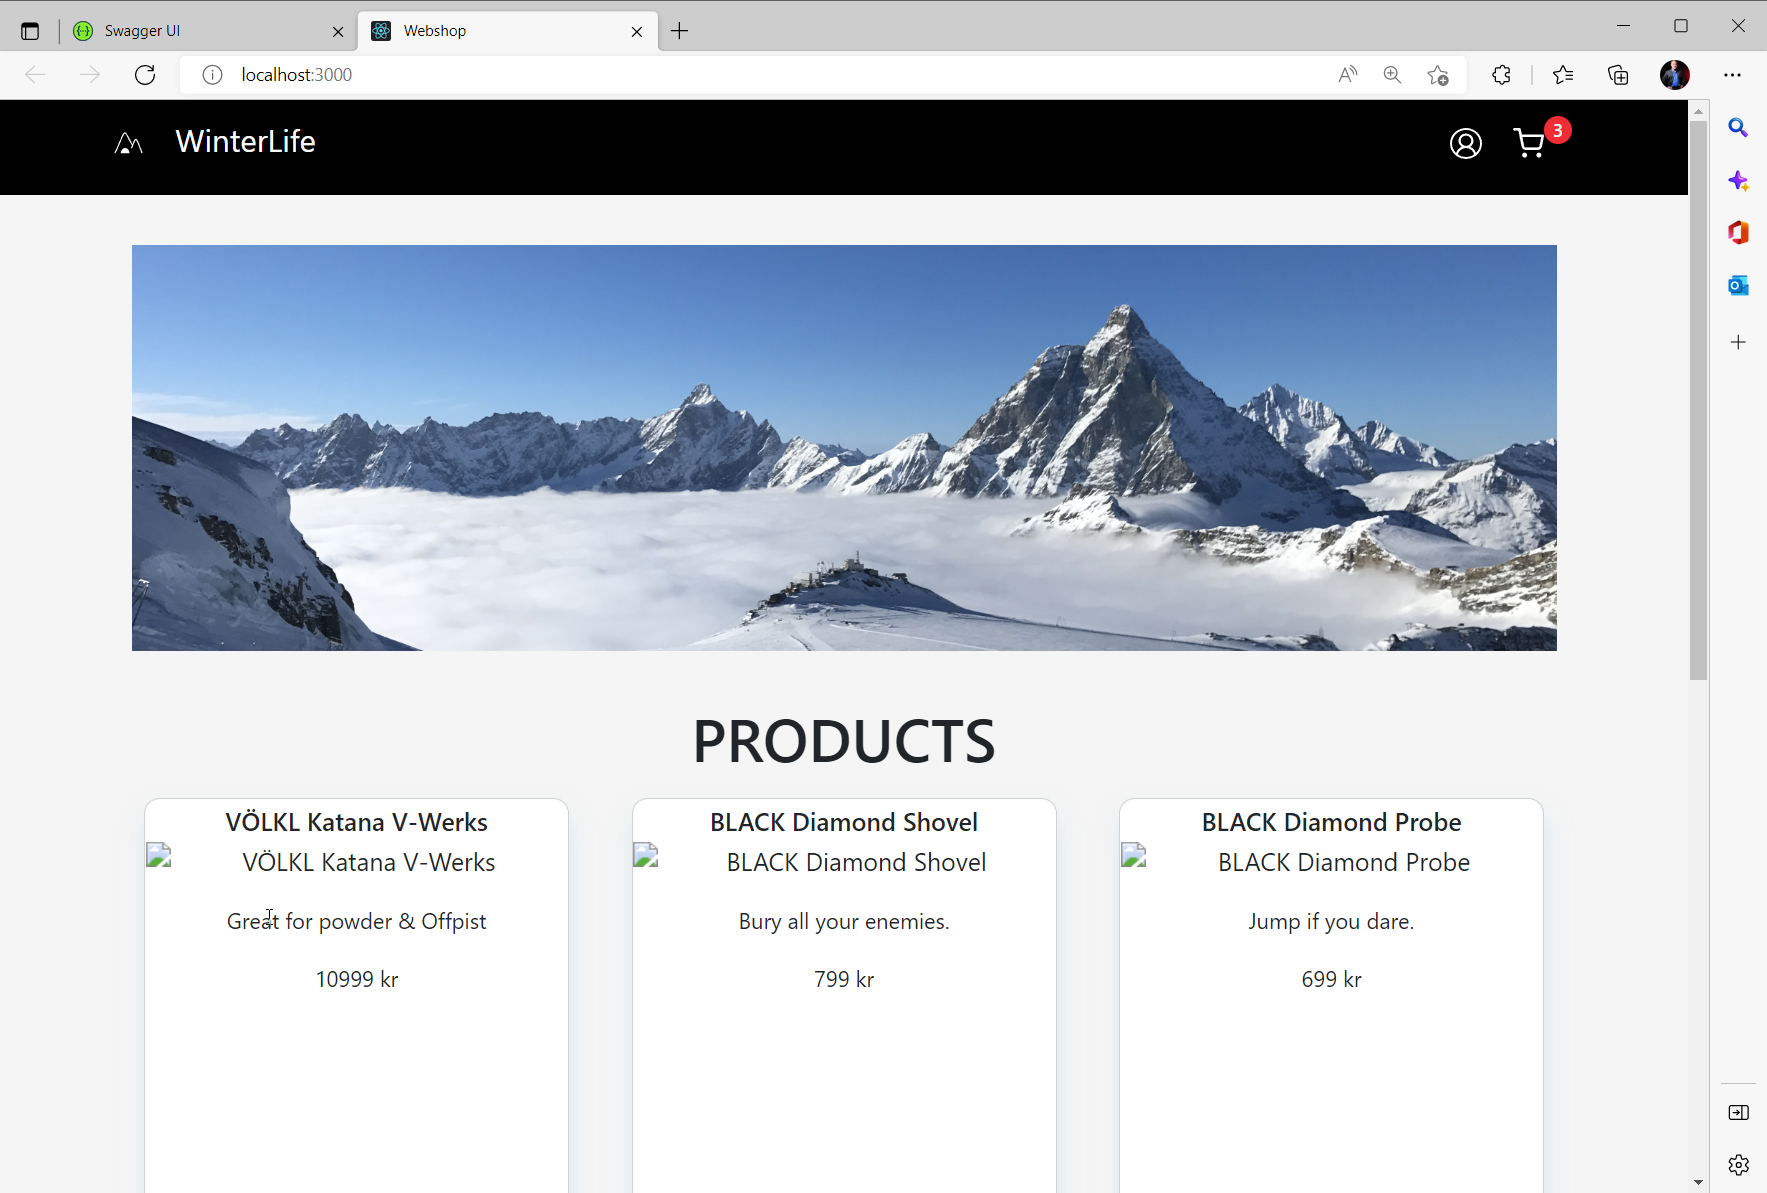 Swagger UI
Webshop
localhost:3000
WinterLife
3
PRODUCTS
VÖLKL Katana V-Werks
VÖLKL Katana V-Werks
Great for powder & Offpist
10999 kr
BLACK Diamond Shovel
BLACK Diamond Shovel
Bury all your enemies.
799 kr
BLACK Diamond Probe
BLACK Diamond Probe
Jump if you dare.
699 kr